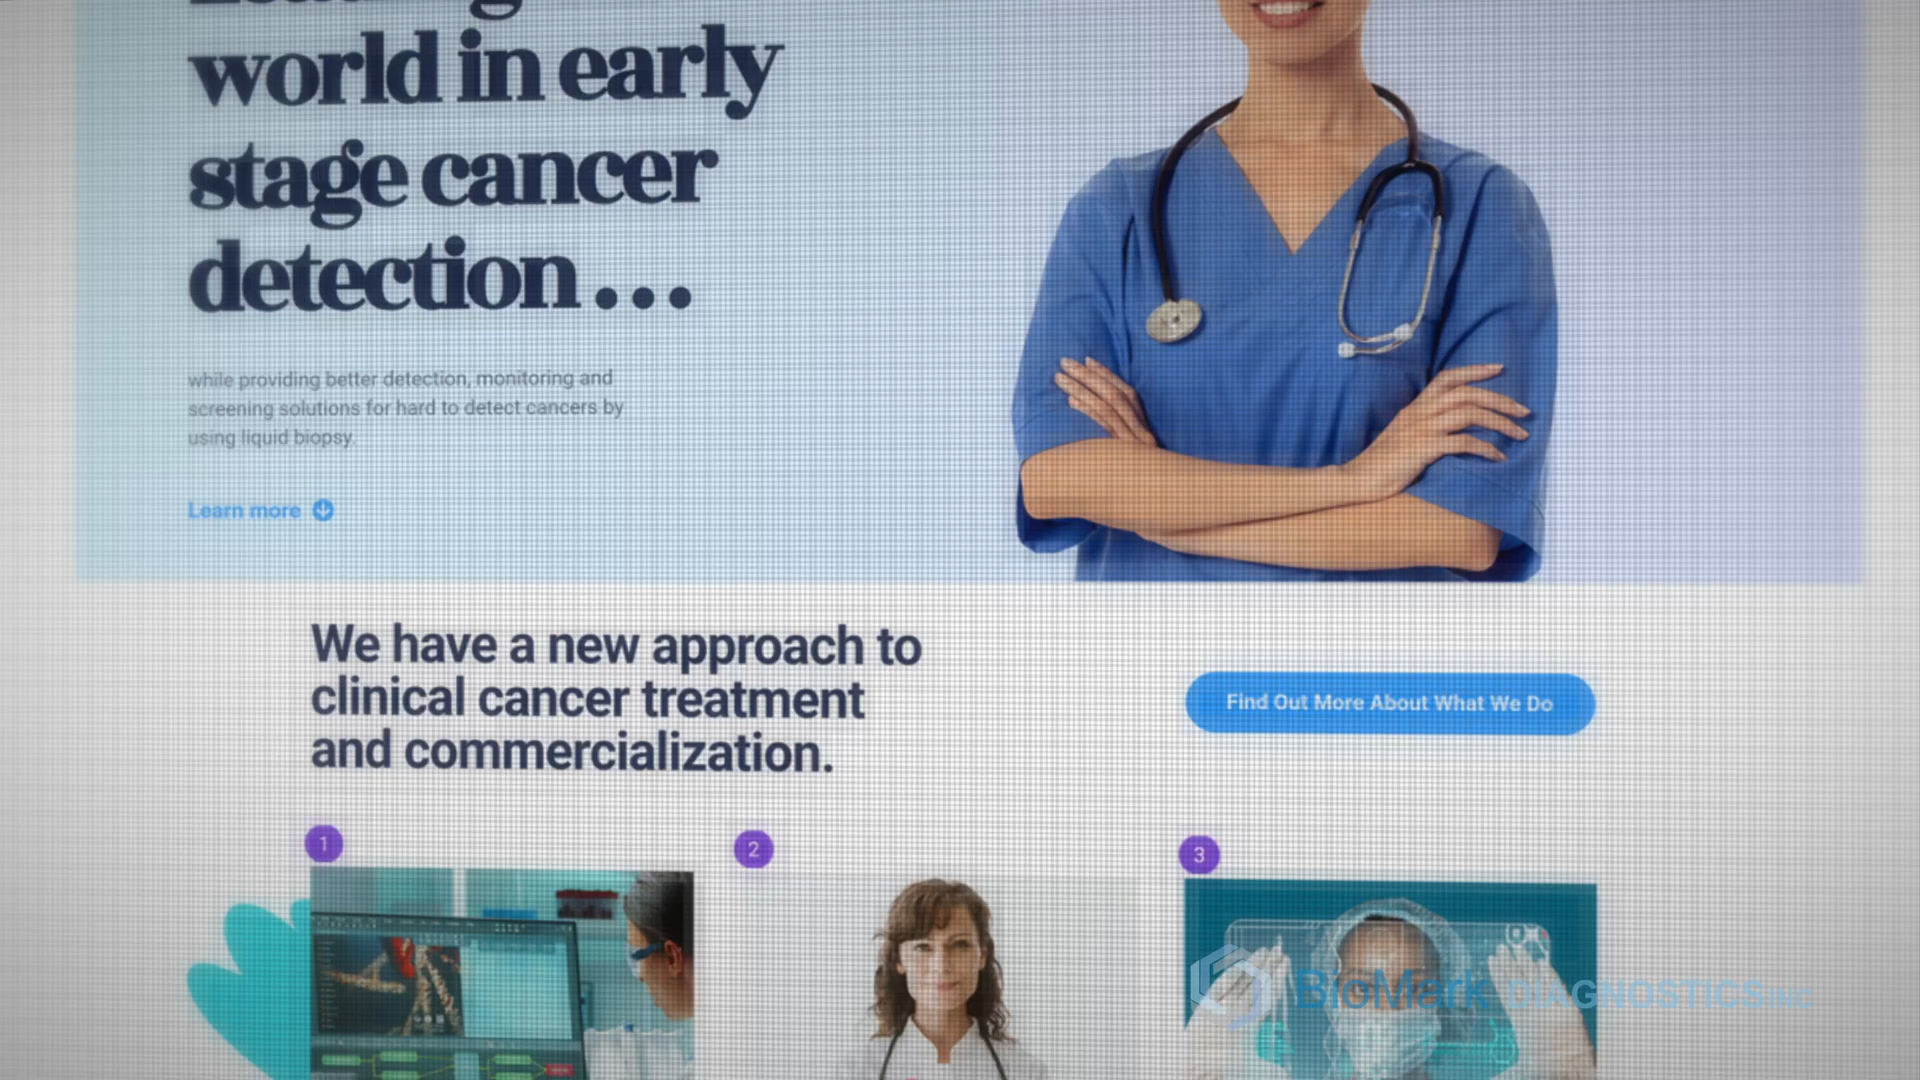 world in early
stage cancer
detection...
while providing better detection, monitoring and
screening solutions for hard to detect cancers by
using liquid biopsy.
Learn more
We have a new approach to
clinical cancer treatment
and commercialization.
Find Out More About What We Do
1
2
3
BioMark DIAGNOSTICS INC